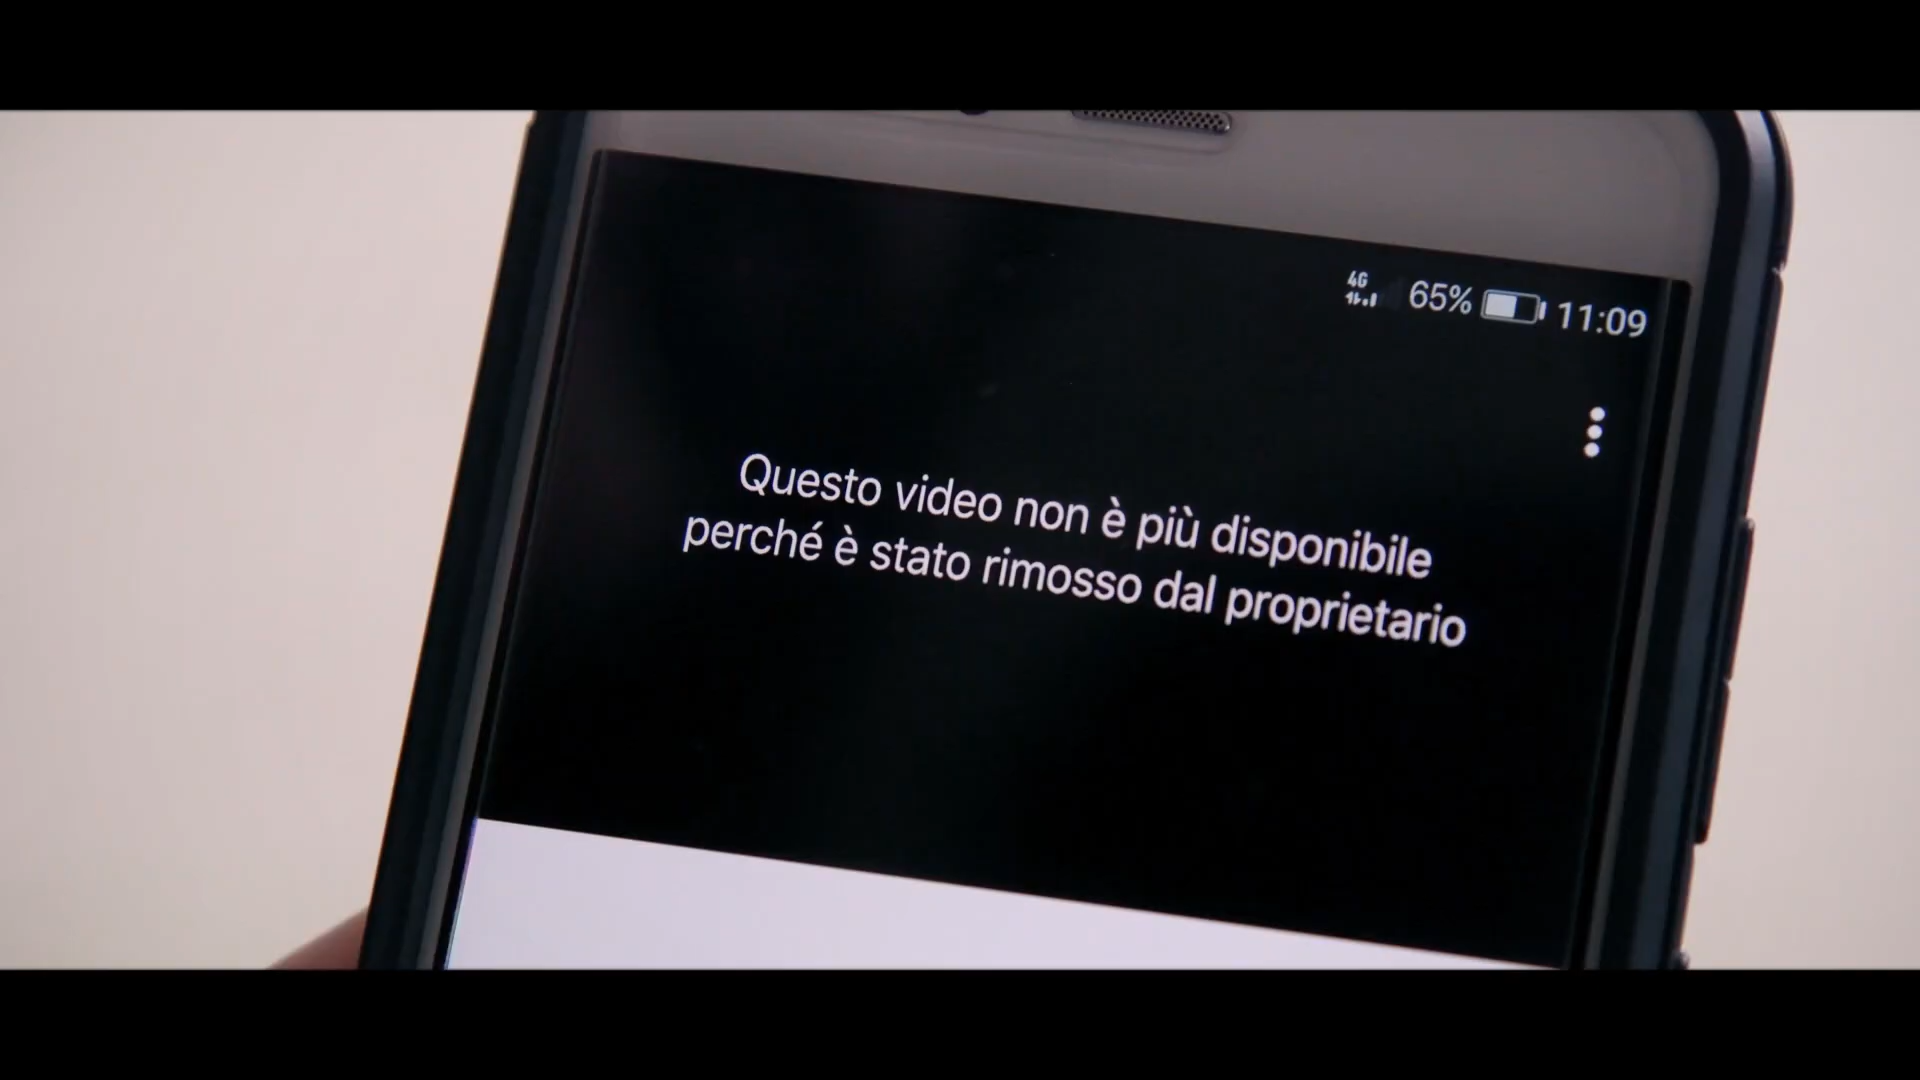 4G 65% 11:09
Questo video non è più disponibile
perché è stato rimosso dal proprietario